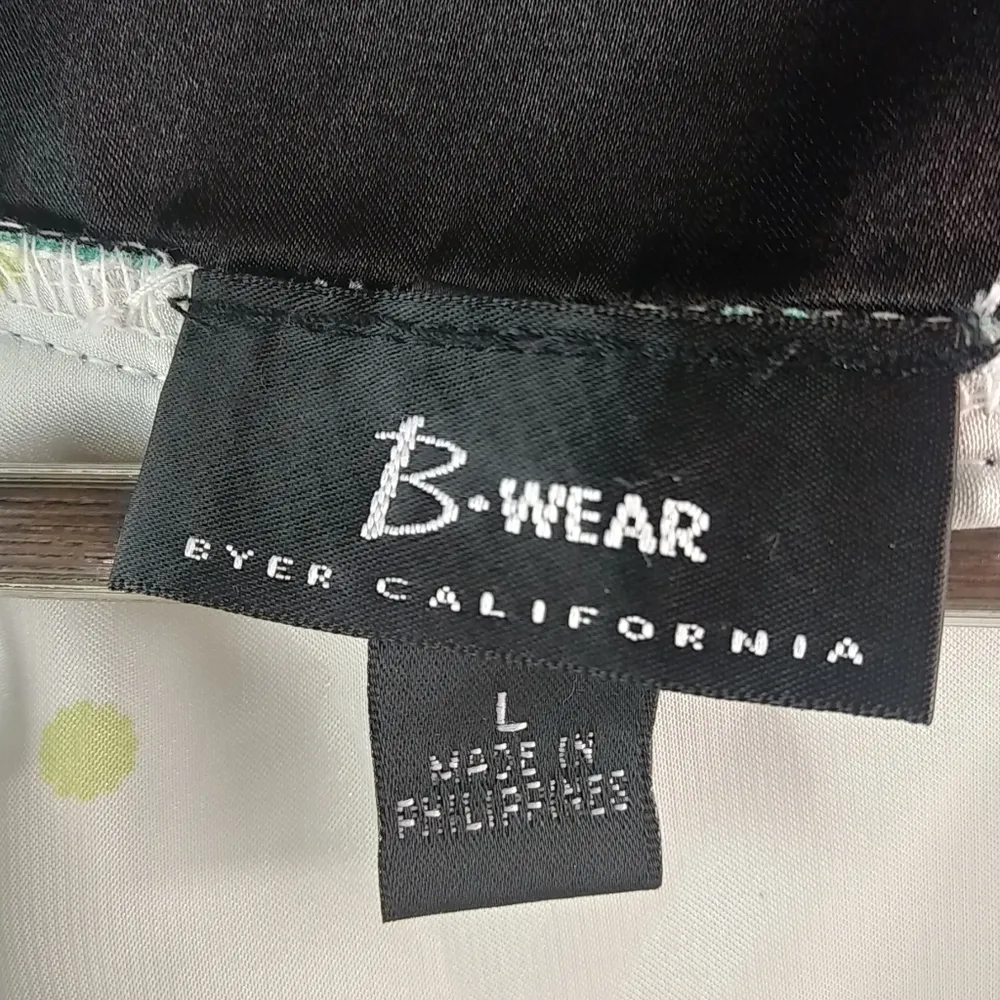 B•WEAR
BYER CALIFORNIA
L
MADE IN
PHILIPPINES